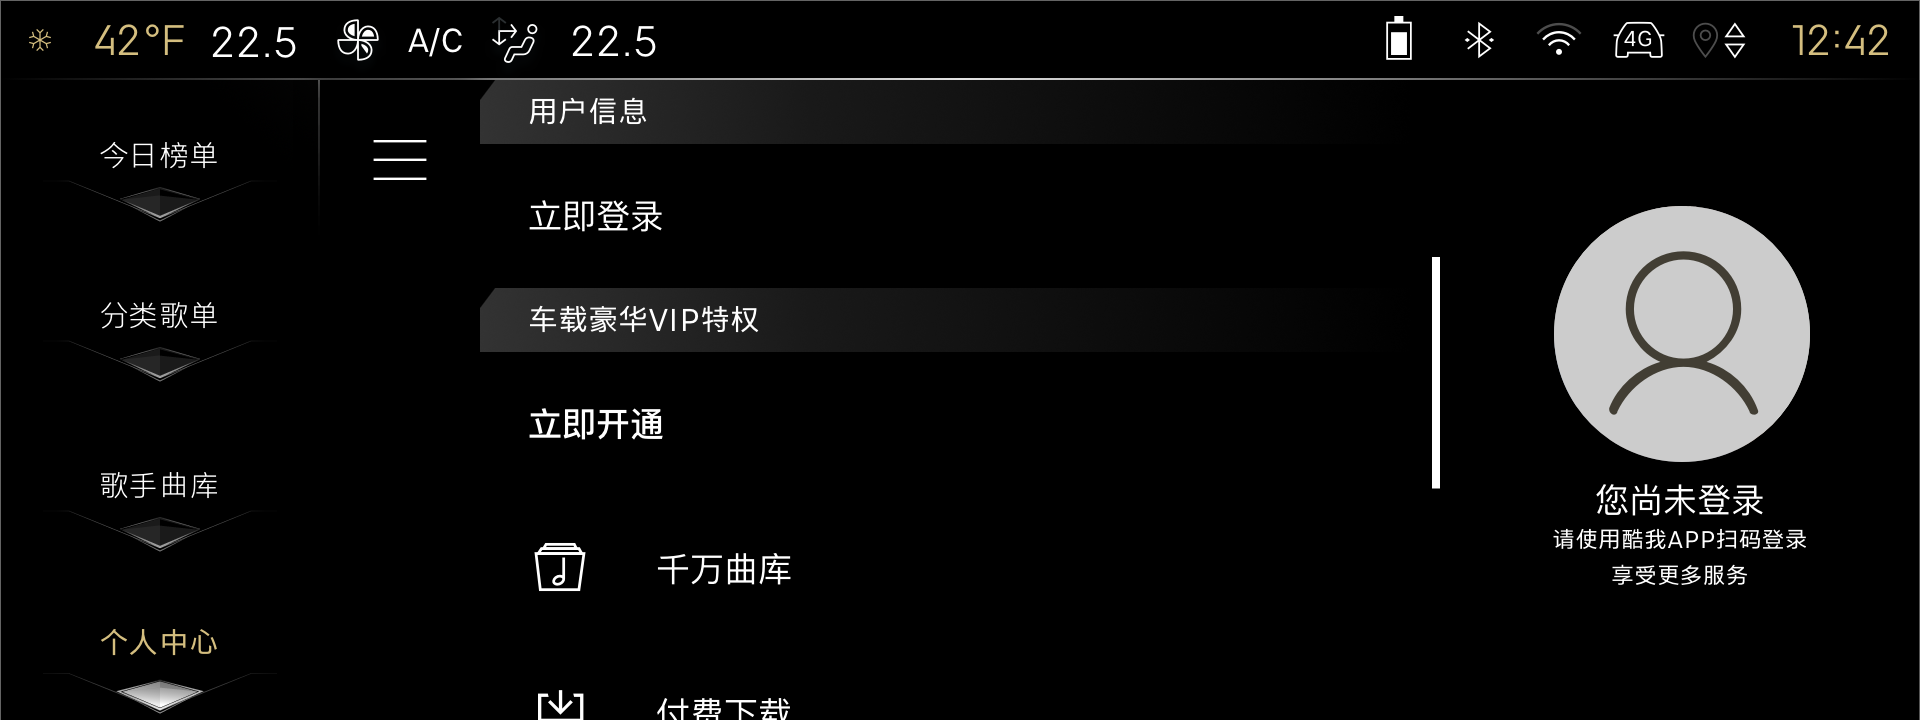 42°F 22.5 A/C 22.5 4G 12:42
今日榜单
分类歌单
歌手曲库
个人中心
用户信息
立即登录
车载豪华VIP特权
立即开通
千万曲库
付费下载
您尚未登录
请使用酷我APP扫码登录
享受更多服务